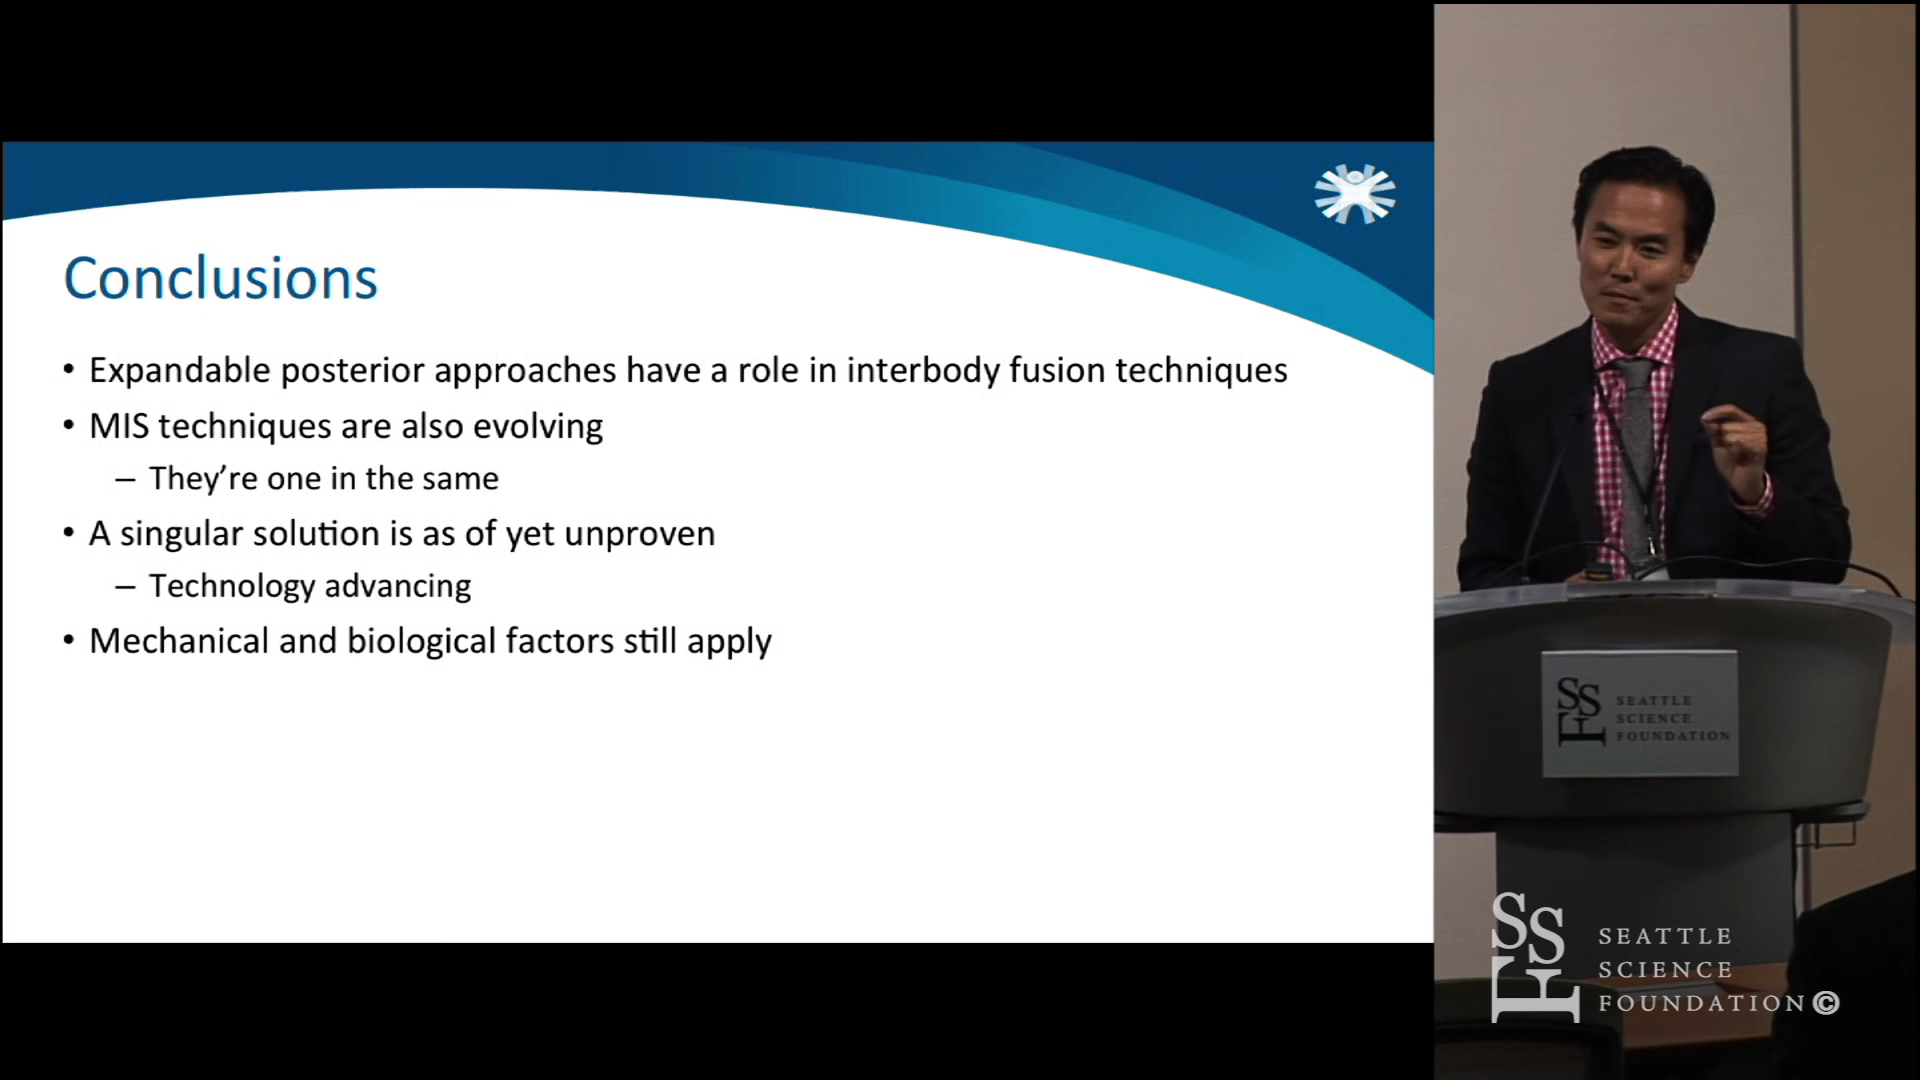 Conclusions
• Expandable posterior approaches have a role in interbody fusion techniques
• MIS techniques are also evolving
– They’re one in the same
• A singular solution is as of yet unproven
– Technology advancing
• Mechanical and biological factors still apply
SSF
SEATTLE
SCIENCE
FOUNDATION
SSF
SEATTLE
SCIENCE
FOUNDATION©